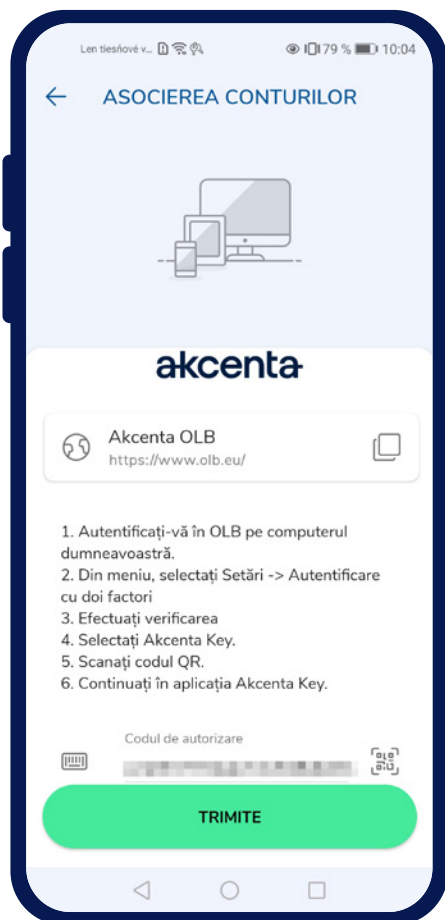 Len tiesňové v... 79 % 10:04
ASOCIEREA CONTURILOR
akcenta
Akcenta OLB
https://www.olb.eu/
1. Autentificați-vă în OLB pe computerul
dumneavoastră.
2. Din meniu, selectați Setări -> Autentificare
cu doi factori
3. Efectuați verificarea
4. Selectați Akcenta Key.
5. Scanați codul QR.
6. Continuați în aplicația Akcenta Key.
Codul de autorizare
TRIMITE